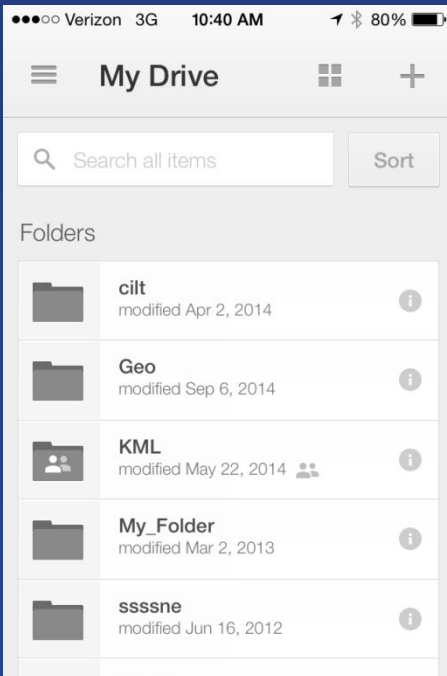 Verizon 3G 10:40 AM 80%
My Drive
Search all items Sort
Folders
cilt
modified Apr 2, 2014
Geo
modified Sep 6, 2014
KML
modified May 22, 2014
My_Folder
modified Mar 2, 2013
ssssne
modified Jun 16, 2012